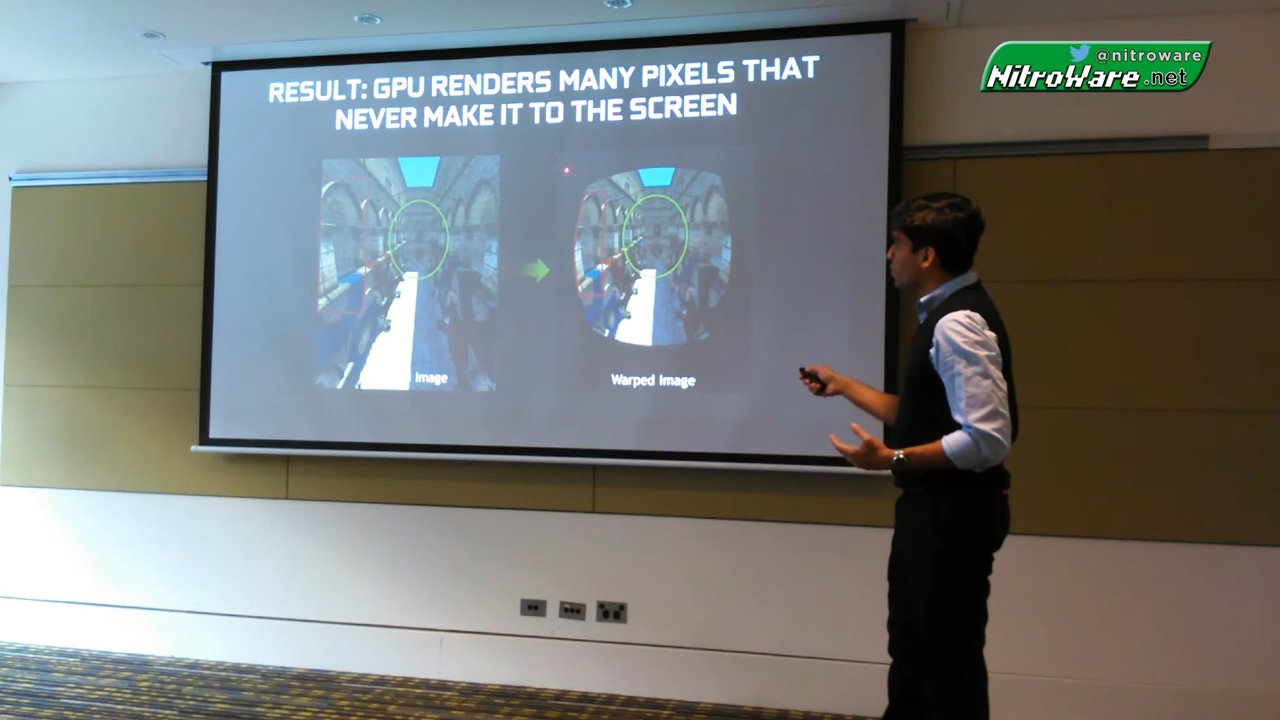 @nitroware
NitroWare.net
RESULT: GPU RENDERS MANY PIXELS THAT
NEVER MAKE IT TO THE SCREEN
Image
Warped Image